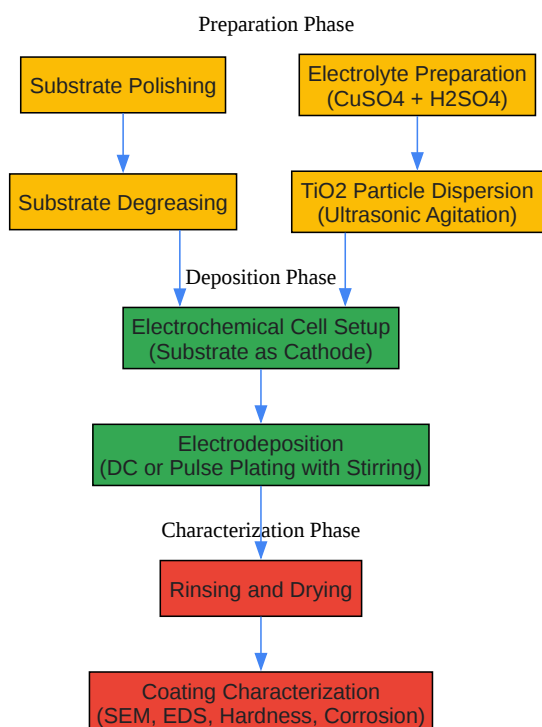 Preparation Phase
Substrate Polishing
Electrolyte Preparation
(CuSO4 + H2SO4)
Substrate Degreasing
TiO2 Particle Dispersion
(Ultrasonic Agitation)
Deposition Phase
Electrochemical Cell Setup
(Substrate as Cathode)
Electrodeposition
(DC or Pulse Plating with Stirring)
Characterization Phase
Rinsing and Drying
Coating Characterization
(SEM, EDS, Hardness, Corrosion)